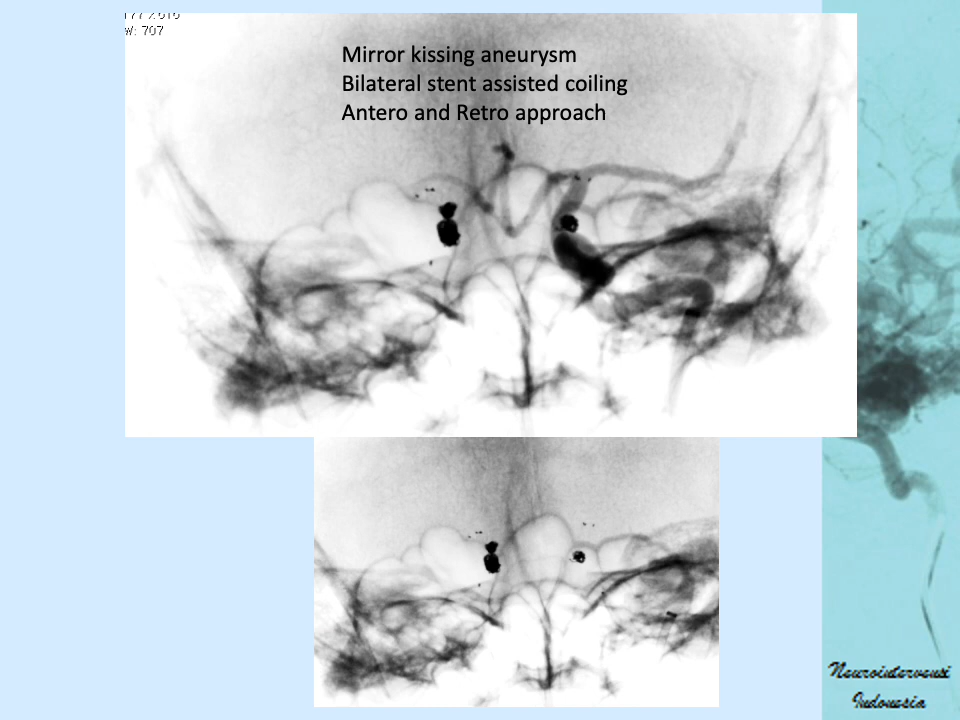 W: 707
Mirror kissing aneurysm
Bilateral stent assisted coiling
Antero and Retro approach
Neurointervensi
Indonesia